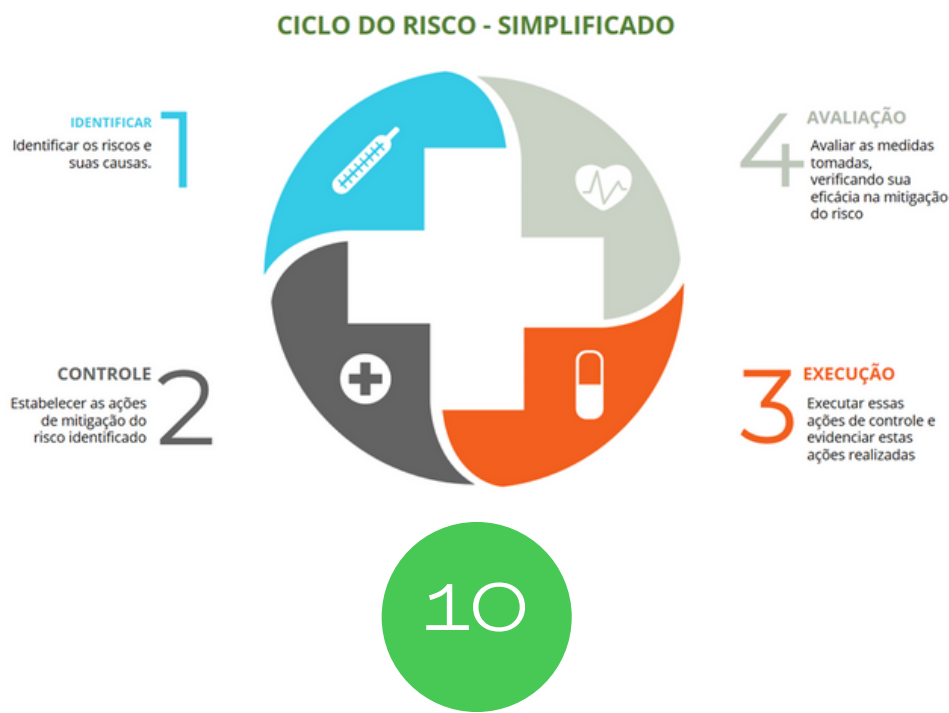 CICLO DO RISCO - SIMPLIFICADO
1
IDENTIFICAR
Identificar os riscos e
suas causas.
2
CONTROLE
Estabelecer as ações
de mitigação do
risco identificado
3
EXECUÇÃO
Executar essas
ações de controle e
evidenciar estas
ações realizadas
4
AVALIAÇÃO
Avaliar as medidas
tomadas,
verificando sua
eficácia na mitigação
do risco
10